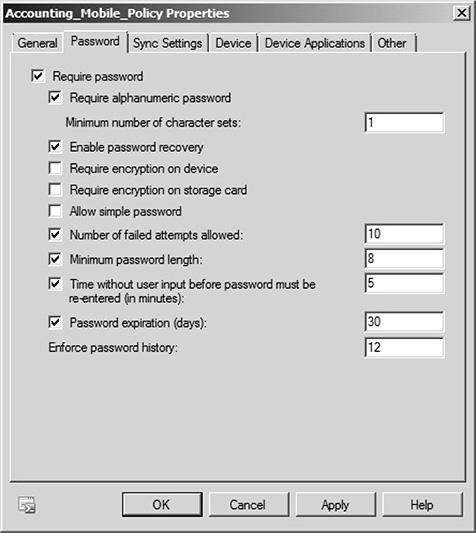 Accounting_Mobile_Policy Properties
General Password Sync Settings Device Device Applications Other
Require password
Require alphanumeric password
Minimum number of character sets: 1
Enable password recovery
Require encryption on device
Require encryption on storage card
Allow simple password
Number of failed attempts allowed: 10
Minimum password length: 8
Time without user input before password must be 5
re-entered (in minutes):
Password expiration (days): 30
Enforce password history: 12
OK Cancel Apply Help